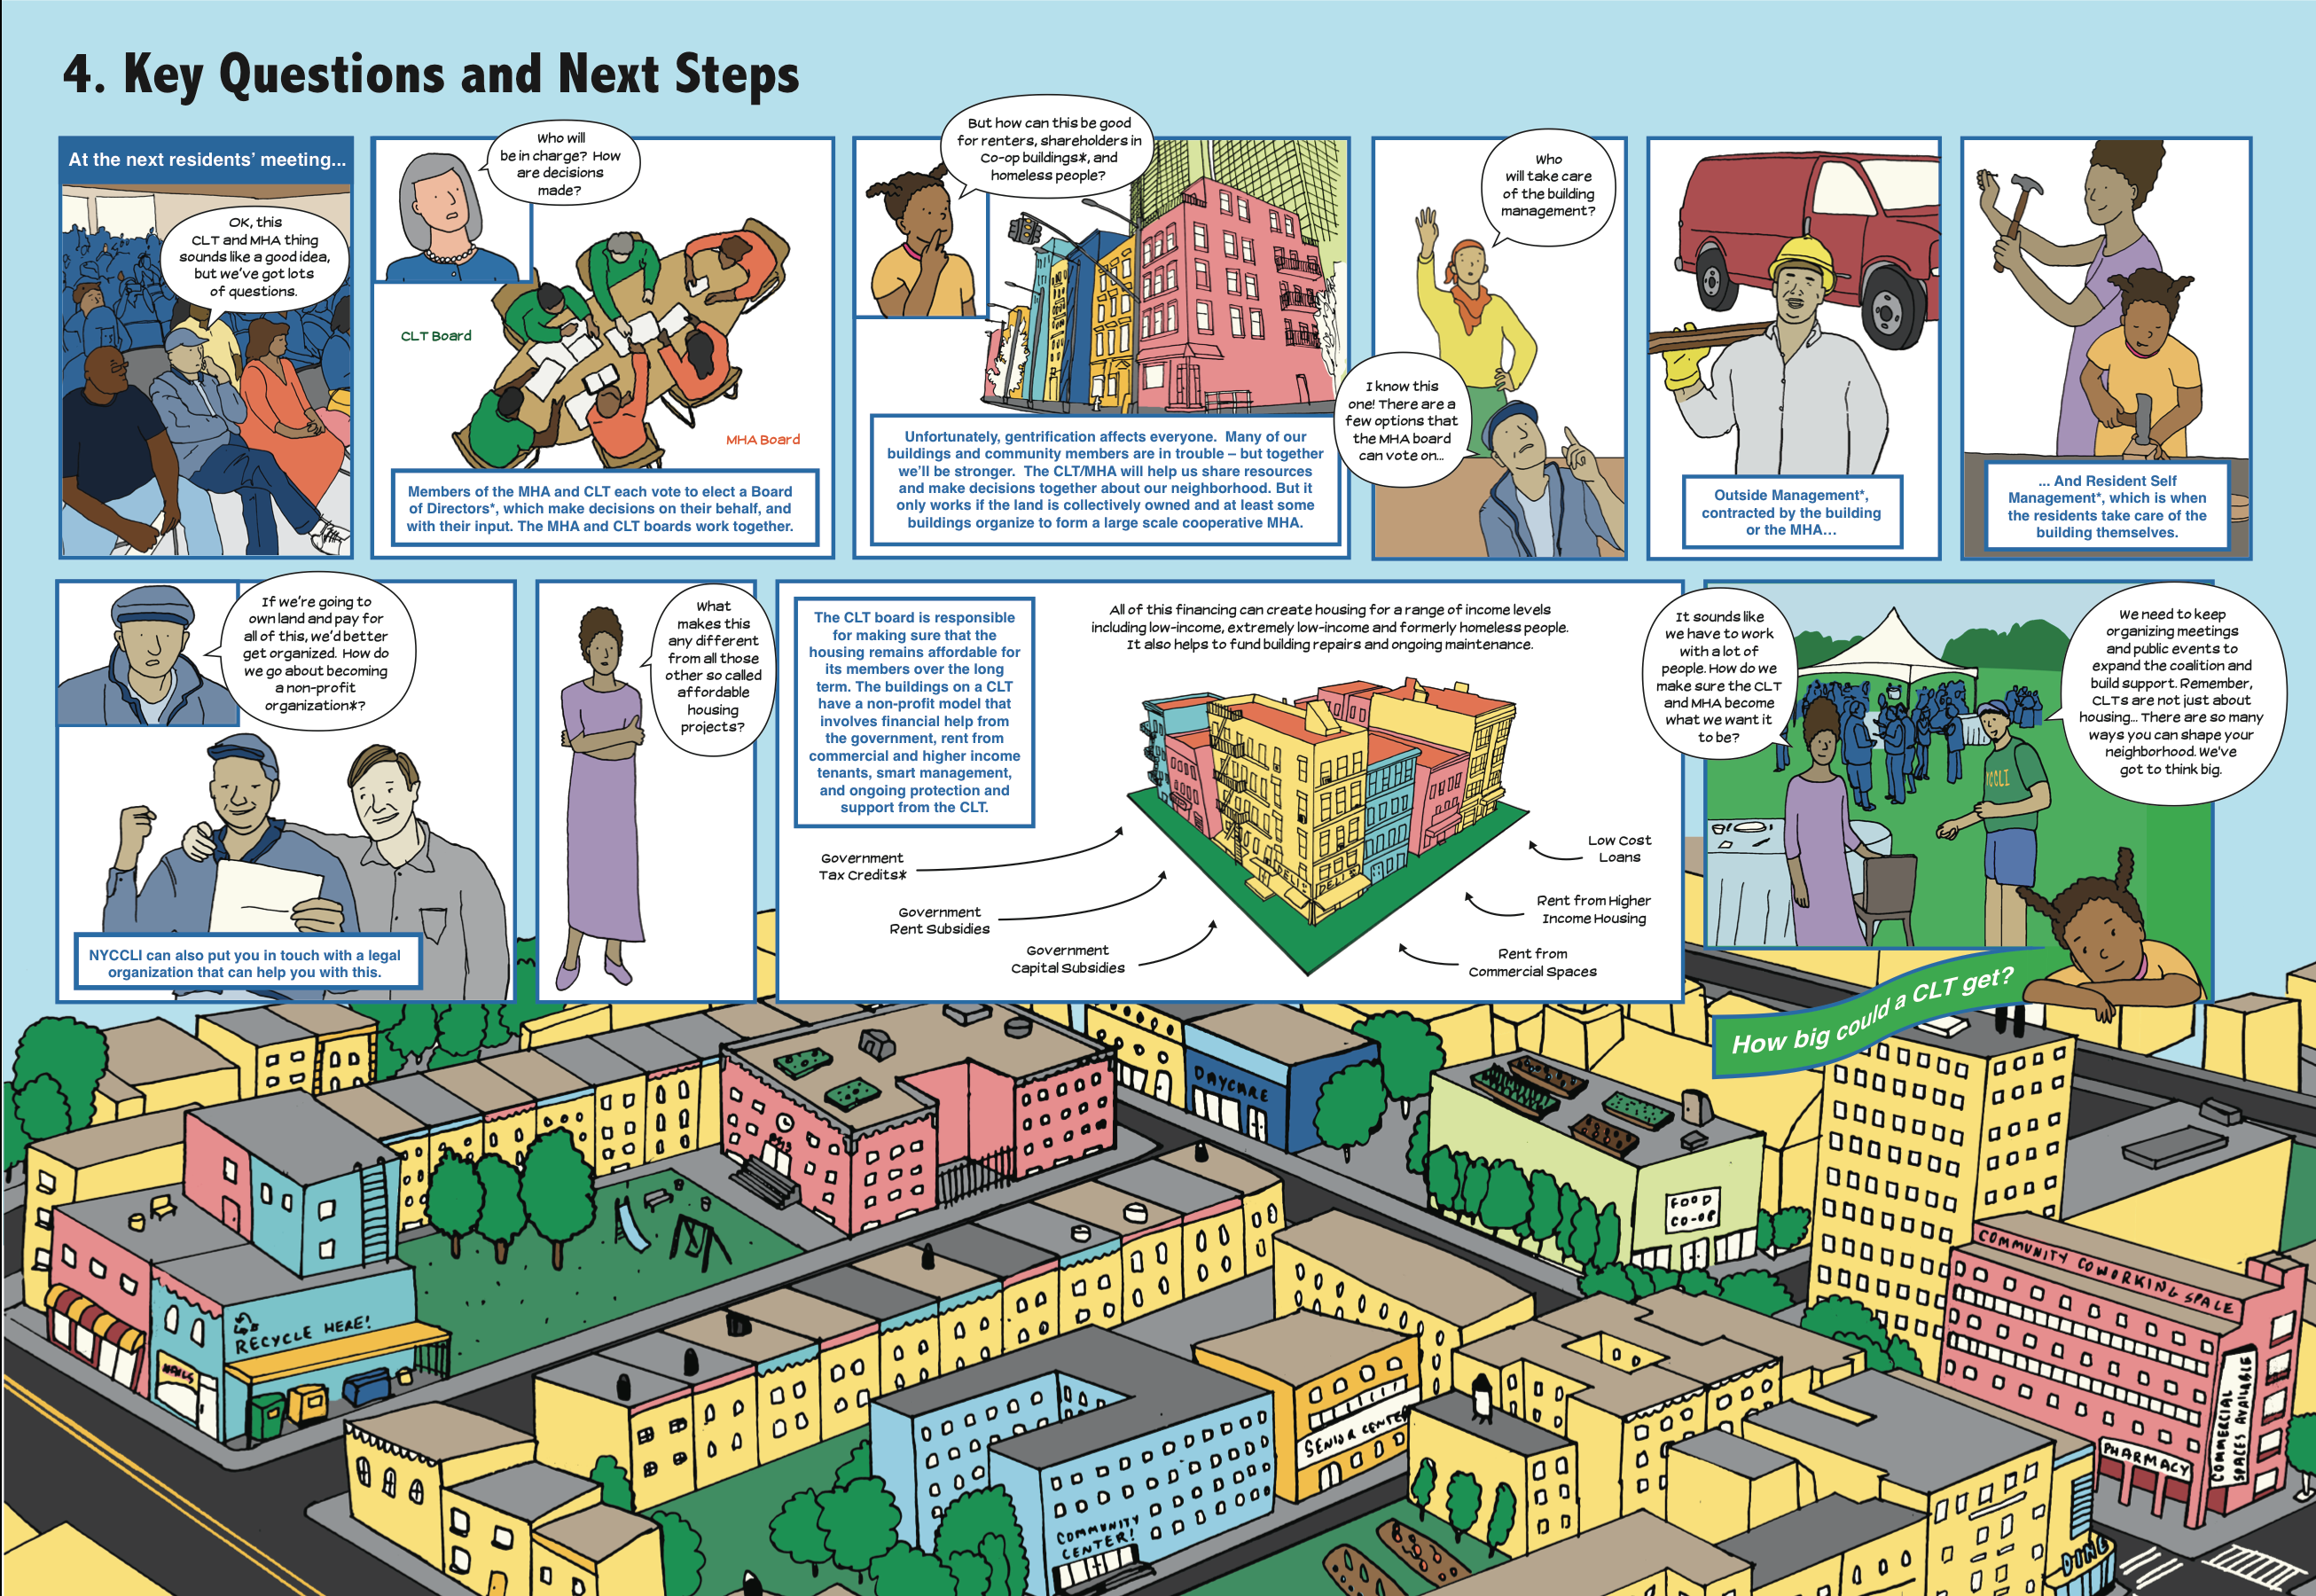 4. Key Questions and Next Steps
At the next residents' meeting...
OK, this
CLT and MHA thing
sounds like a good idea,
but we've got lots
of questions.
Who will
be in charge? How
are decisions
made?
CLT Board
MHA Board
Members of the MHA and CLT each vote to elect a Board
of Directors*, which make decisions on their behalf, and
with their input. The MHA and CLT boards work together.
But how can this be good
for renters, shareholders in
Co-op buildings*, and
homeless people?
Unfortunately, gentrification affects everyone. Many of our
buildings and community members are in trouble – but together
we'll be stronger. The CLT/MHA will help us share resources
and make decisions together about our neighborhood. But it
only works if the land is collectively owned and at least some
buildings organize to form a large scale cooperative MHA.
Who
will take care
of the building
management?
I know this
one! There are a
few options that
the MHA board
can vote on...
Outside Management*,
contracted by the building
or the MHA...
... And Resident Self
Management*, which is when
the residents take care of the
building themselves.
If we're going to
own land and pay for
all of this, we'd better
get organized. How do
we go about becoming
a non-profit
organization*?
NYCCLI can also put you in touch with a legal
organization that can help you with this.
What
makes this
any different
from all those
other so called
affordable
housing
projects?
The CLT board is responsible
for making sure that the
housing remains affordable for
its members over the long
term. The buildings on a CLT
have a non-profit model that
involves financial help from
the government, rent from
commercial and higher income
tenants, smart management,
and ongoing protection and
support from the CLT.
All of this financing can create housing for a range of income levels
including low-income, extremely low-income and formerly homeless people.
It also helps to fund building repairs and ongoing maintenance.
DELI
DELI
Government
Tax Credits*
Government
Rent Subsidies
Government
Capital Subsidies
Low Cost
Loans
Rent from Higher
Income Housing
Rent from
Commercial Spaces
It sounds like
we have to work
with a lot of
people. How do we
make sure the CLT
and MHA become
what we want it
to be?
We need to keep
organizing meetings
and public events to
expand the coalition and
build support. Remember,
CLTs are not just about
housing... There are so many
ways you can shape your
neighborhood. We've
got to think big.
YCCLI
How big could a CLT get?
DAYCARE
PS13
FOOD
CO-OP
COMMUNITY COWORKING SPACE
RECYCLE HERE!
NAILS
SENIOR CENTER
COMMERCIAL
SPACES AVAILABLE
PHARMACY
COMMUNITY
CENTER!
DINE